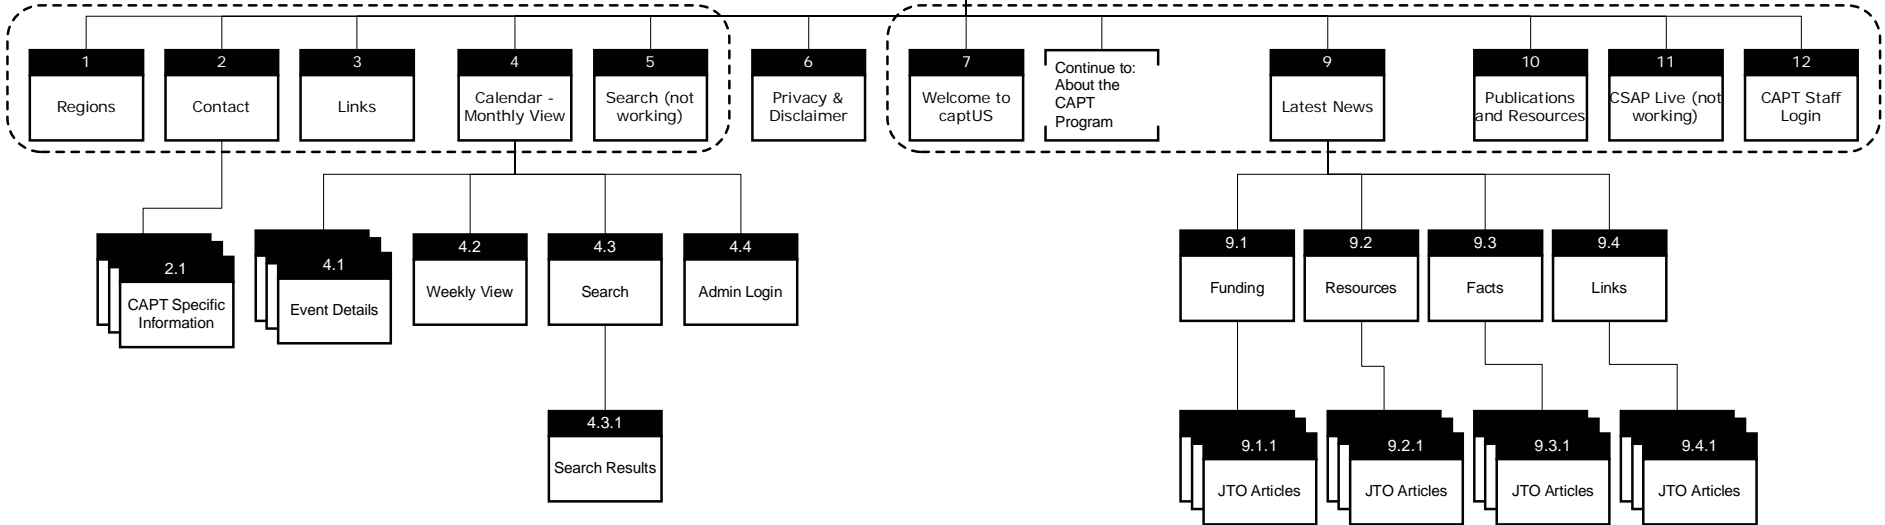 1
Regions
2
Contact
3
Links
4
Calendar -
Monthly View
5
Search (not
working)
6
Privacy &
Disclaimer
7
Welcome to
captUS
Continue to:
About the
CAPT
Program
9
Latest News
10
Publications
and Resources
11
CSAP Live (not
working)
12
CAPT Staff
Login
2.1
CAPT Specific
Information
4.1
Event Details
4.2
Weekly View
4.3
Search
4.4
Admin Login
9.1
Funding
9.2
Resources
9.3
Facts
9.4
Links
4.3.1
Search Results
9.1.1
JTO Articles
9.2.1
JTO Articles
9.3.1
JTO Articles
9.4.1
JTO Articles